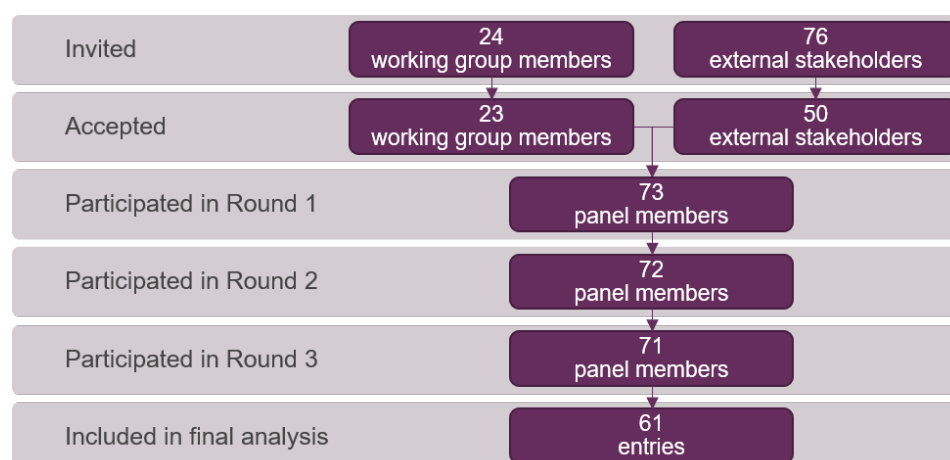 Invited
24
working group members
76
external stakeholders
Accepted
23
working group members
50
external stakeholders
Participated in Round 1
73
panel members
Participated in Round 2
72
panel members
Participated in Round 3
71
panel members
Included in final analysis
61
entries